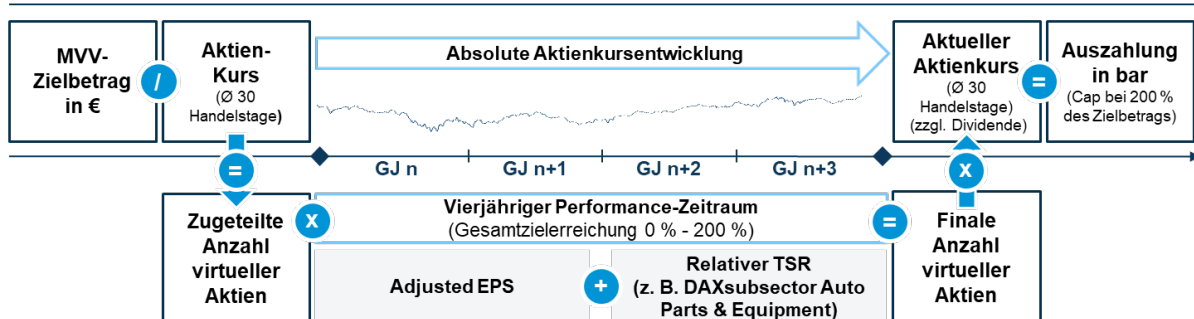 MVV-
Zielbetrag
in €
/
Aktien-
Kurs
(Ø 30
Handelstage)
Absolute Aktienkursentwicklung
Aktueller
Aktienkurs
(Ø 30
Handelstage)
(zzgl. Dividende)
=
Auszahlung
in bar
(Cap bei 200 %
des Zielbetrags)
=
GJ n
GJ n+1
GJ n+2
GJ n+3
x
Zugeteilte
Anzahl
virtueller
Aktien
x
Vierjähriger Performance-Zeitraum
(Gesamtzielerreichung 0 % - 200 %)
=
Finale
Anzahl
virtueller
Aktien
Adjusted EPS
+
Relativer TSR
(z. B. DAXsubsector Auto
Parts & Equipment)